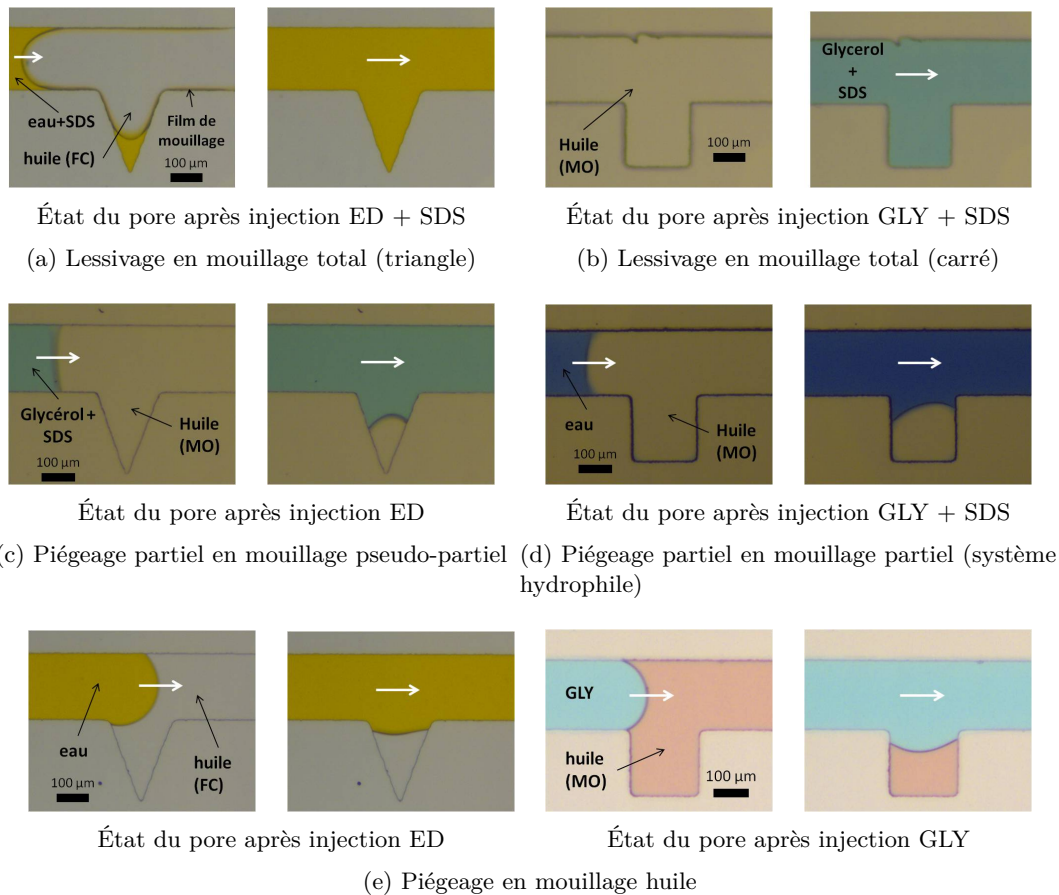 eau+SDS
huile (FC)
Film de
mouillage
100 µm
Huile
(MO)
100 µm
Glycerol
+
SDS
État du pore après injection ED + SDS
État du pore après injection GLY + SDS
(a) Lessivage en mouillage total (triangle)
(b) Lessivage en mouillage total (carré)
Glycérol +
SDS
100 µm
Huile
(MO)
eau
100 µm
Huile
(MO)
État du pore après injection ED
État du pore après injection GLY + SDS
c) Piégeage partiel en mouillage pseudo-partiel
(d) Piégeage partiel en mouillage partiel (système
hydrophile)
eau
100 µm
huile
(FC)
GLY
huile
(MO)
100 µm
État du pore après injection ED
État du pore après injection GLY
(e) Piégeage en mouillage huile